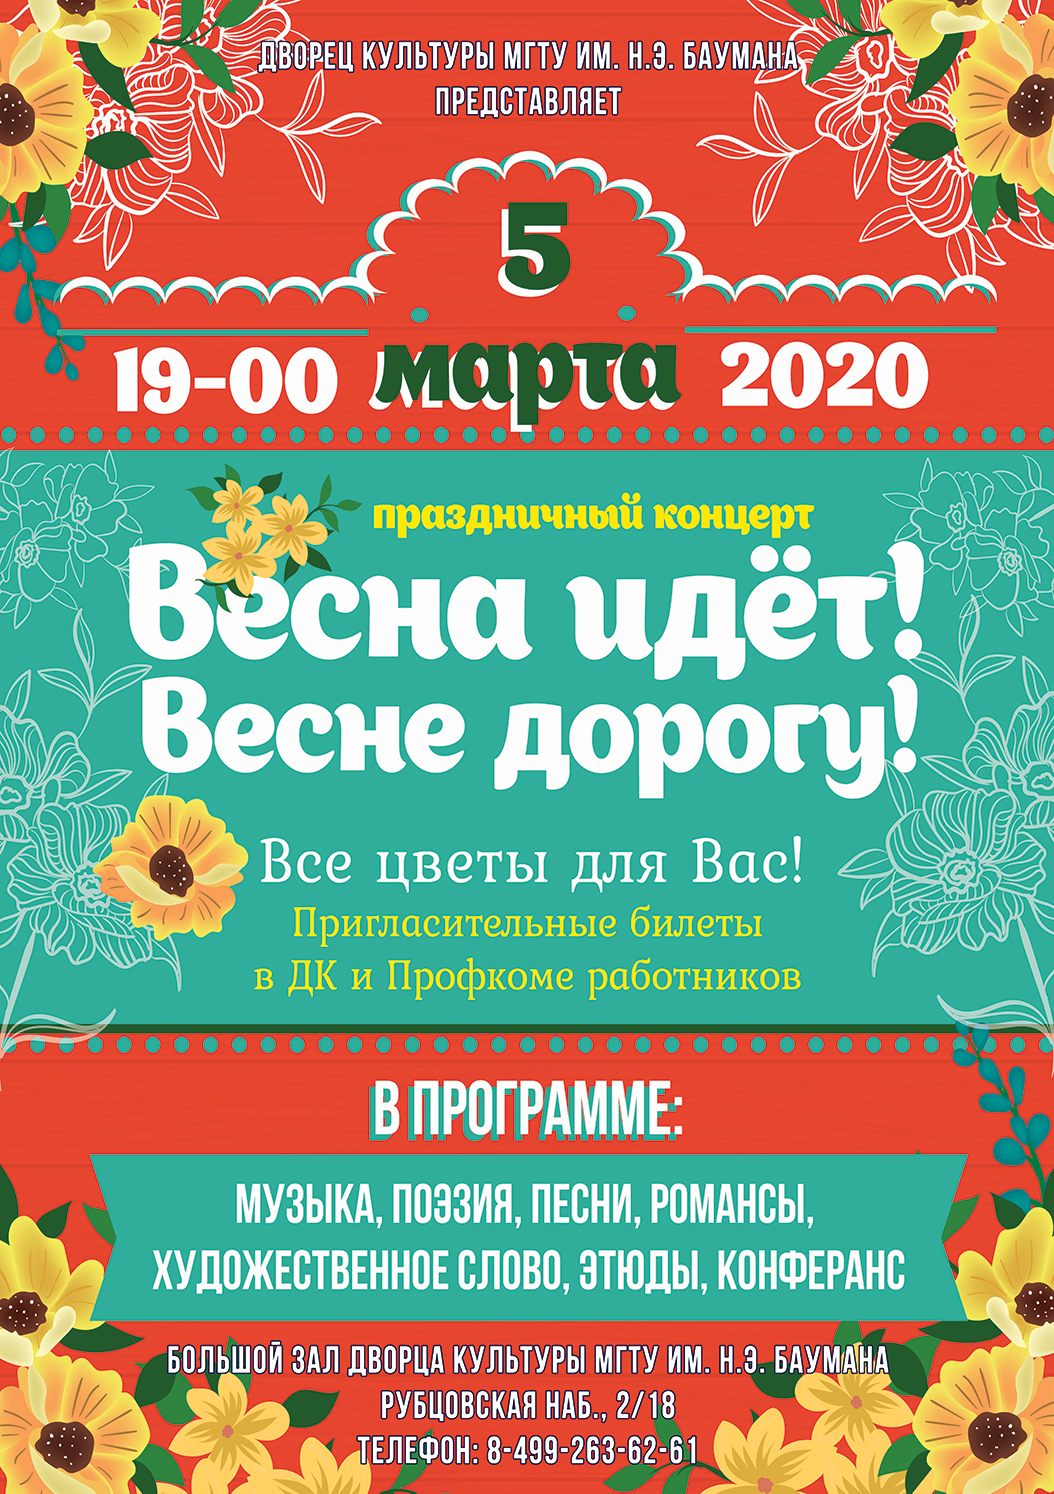 ДВОРЕЦ КУЛЬТУРЫ МГТУ ИМ. Н.Э. БАУМАНА
ПРЕДСТАВЛЯЕТ
5
19-00 марта 2020
праздничный концерт
Весна идёт!
Весне дорогу!
Все цветы для Вас!
Пригласительные билеты
в ДК и Профкоме работников
В ПРОГРАММЕ:
МУЗЫКА, ПОЭЗИЯ, ПЕСНИ, РОМАНСЫ,
ХУДОЖЕСТВЕННОЕ СЛОВО, ЭТЮДЫ, КОНФЕРАНС
БОЛЬШОЙ ЗАЛ ДВОРЦА КУЛЬТУРЫ МГТУ ИМ. Н.Э. БАУМАНА
РУБЦОВСКАЯ НАБ., 2/18
ТЕЛЕФОН: 8-499-263-62-61